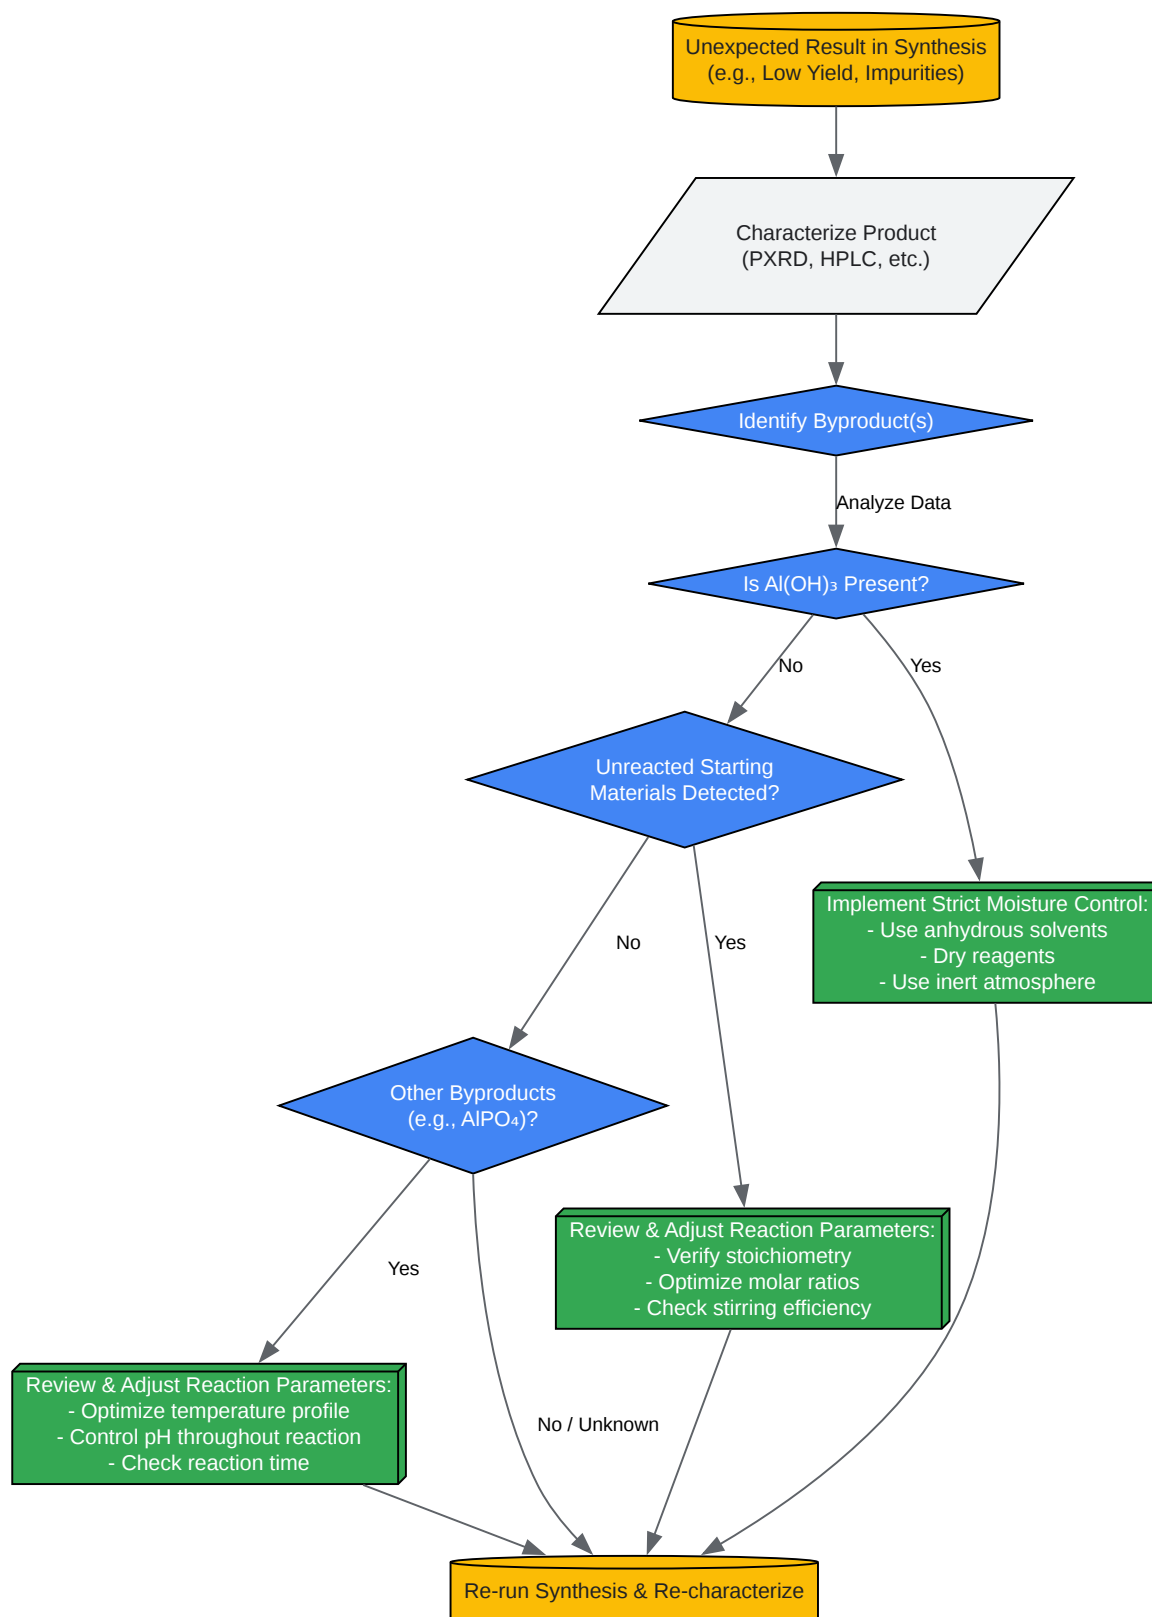 Unexpected Result in Synthesis
(e.g., Low Yield, Impurities)
Characterize Product
(PXRD, HPLC, etc.)
Identify Byproduct(s)
Analyze Data
Is Al(OH)₃ Present?
No
Yes
Unreacted Starting
Materials Detected?
Implement Strict Moisture Control:
- Use anhydrous solvents
- Dry reagents
- Use inert atmosphere
No
Yes
Other Byproducts
(e.g., AlPO₄)?
Review & Adjust Reaction Parameters:
- Verify stoichiometry
- Optimize molar ratios
- Check stirring efficiency
Yes
Review & Adjust Reaction Parameters:
- Optimize temperature profile
- Control pH throughout reaction
- Check reaction time
No / Unknown
Re-run Synthesis & Re-characterize